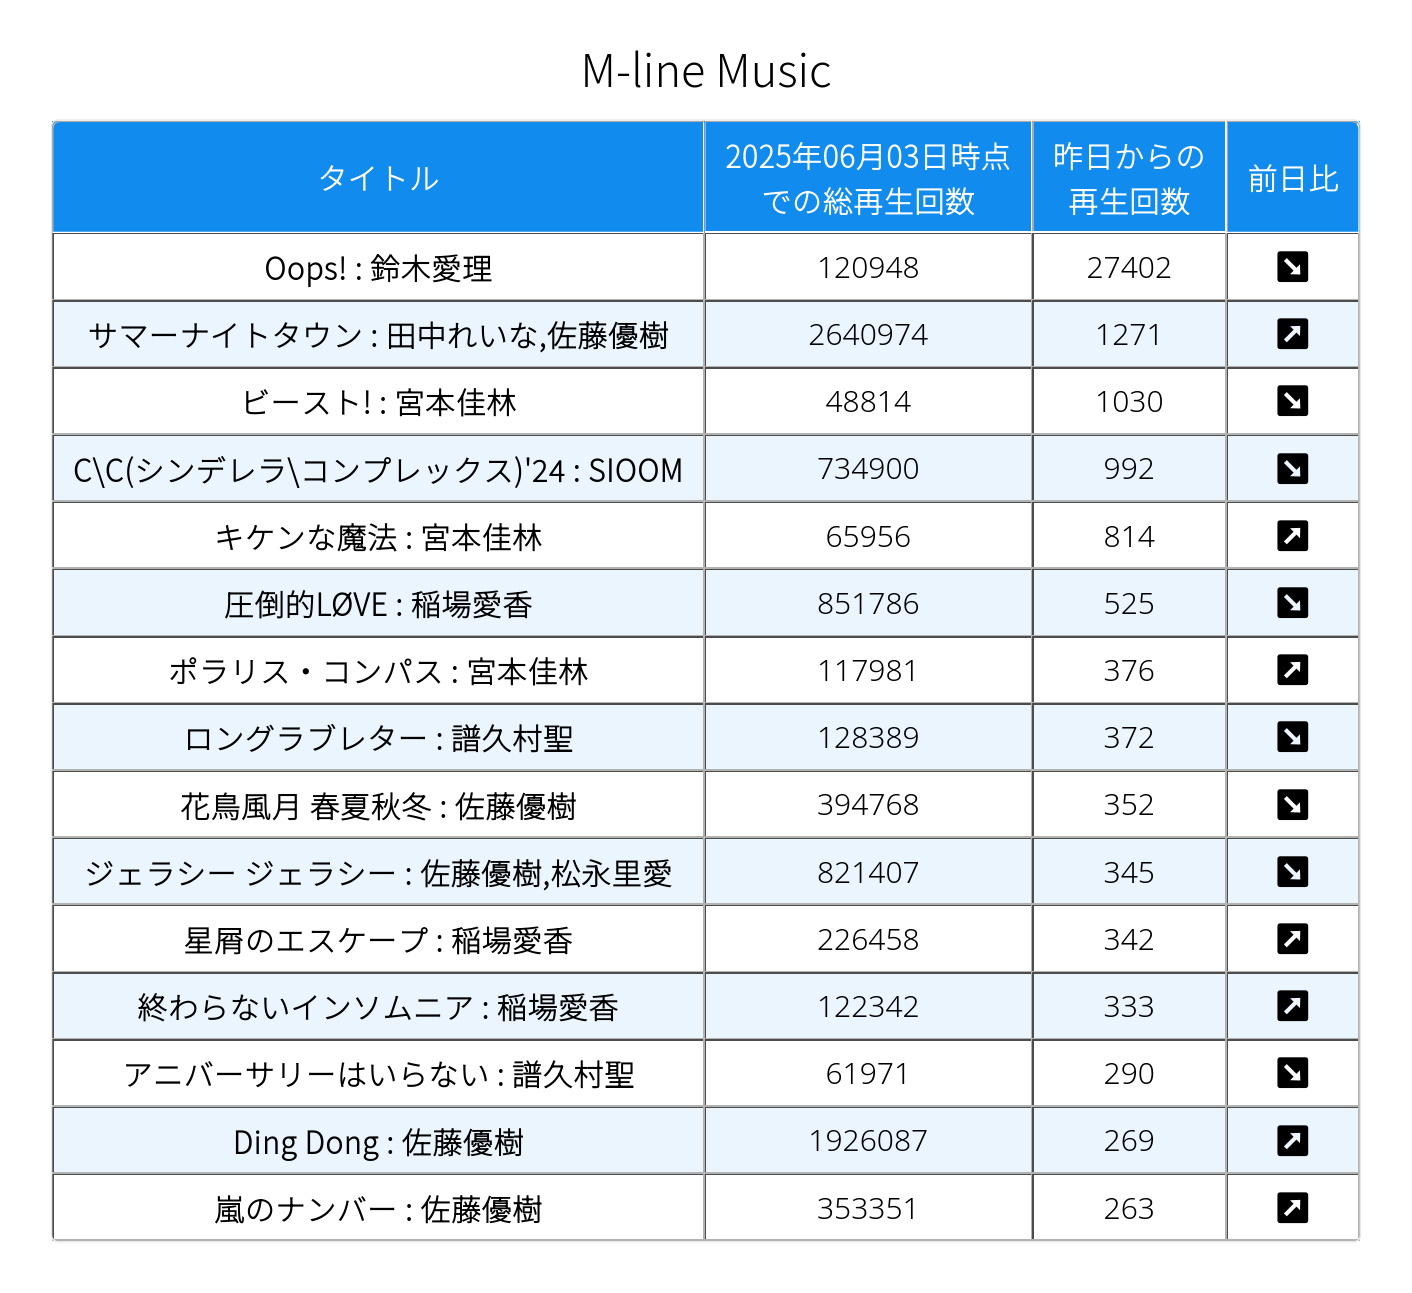 M-line Music
タイトル 2025年06月03日時点での総再生回数 昨日からの再生回数 前日比
Oops! : 鈴木愛理 120948 27402 ↘
サマーナイトタウン : 田中れいな,佐藤優樹 2640974 1271 ↗
ビースト! : 宮本佳林 48814 1030 ↘
C\C(シンデレラ\コンプレックス)'24 : SIOOM 734900 992 ↘
キケンな魔法 : 宮本佳林 65956 814 ↗
圧倒的LØVE : 稲場愛香 851786 525 ↘
ポラリス・コンパス : 宮本佳林 117981 376 ↗
ロングラブレター : 譜久村聖 128389 372 ↘
花鳥風月 春夏秋冬 : 佐藤優樹 394768 352 ↘
ジェラシー ジェラシー : 佐藤優樹,松永里愛 821407 345 ↘
星屑のエスケープ : 稲場愛香 226458 342 ↗
終わらないインソムニア : 稲場愛香 122342 333 ↗
アニバーサリーはいらない : 譜久村聖 61971 290 ↘
Ding Dong : 佐藤優樹 1926087 269 ↗
嵐のナンバー : 佐藤優樹 353351 263 ↗